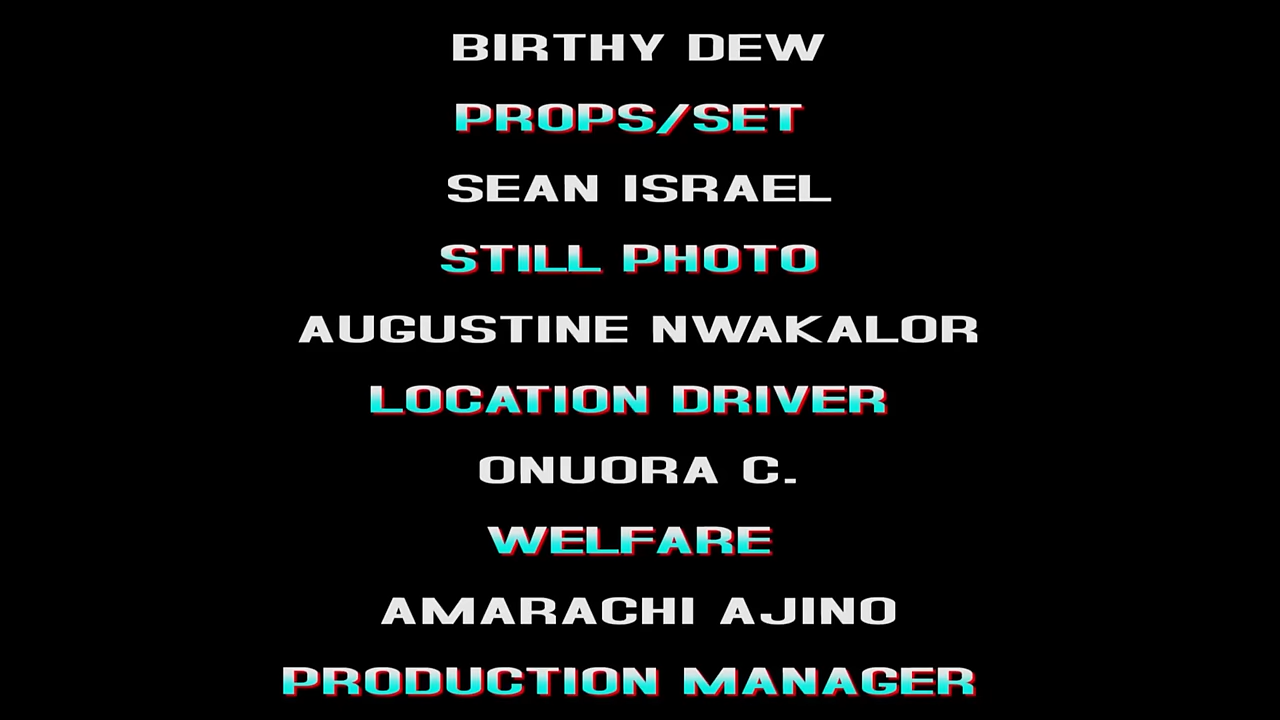 BIRTHY DEW
PROPS/SET
SEAN ISRAEL
STILL PHOTO
AUGUSTINE NWAKALOR
LOCATION DRIVER
ONUORA C.
WELFARE
AMARACHI AJINO
PRODUCTION MANAGER